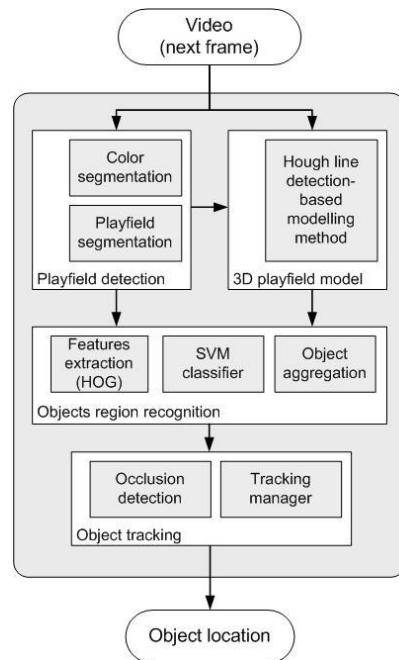 Video
(next frame)
Color
segmentation
Playfield
segmentation
Playfield detection
Hough line
detection-
based
modelling
method
3D playfield model
Features
extraction
(HOG)
SVM
classifier
Object
aggregation
Objects region recognition
Occlusion
detection
Tracking
manager
Object tracking
Object location